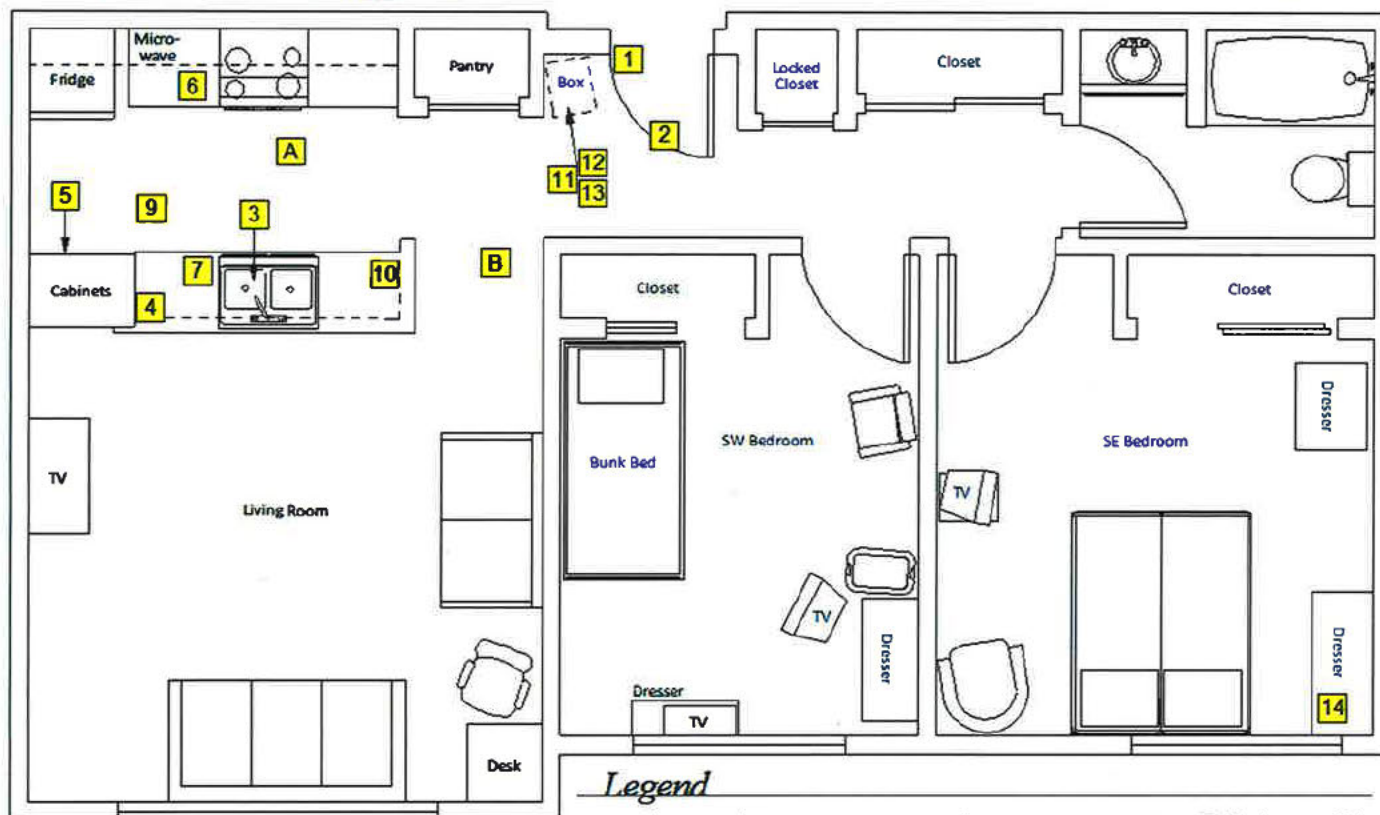 Micro-
wave
Fridge
6
Pantry
Box
1
Locked
Closet
Closet
2
A
12
11
13
5
9
3
B
Cabinets
7
10
4
Closet
Closet
Dresser
TV
Living Room
Bunk Bed
SW Bedroom
SE Bedroom
TV
TV
Dresser
Dresser
Dresser
TV
14
Desk
Legend